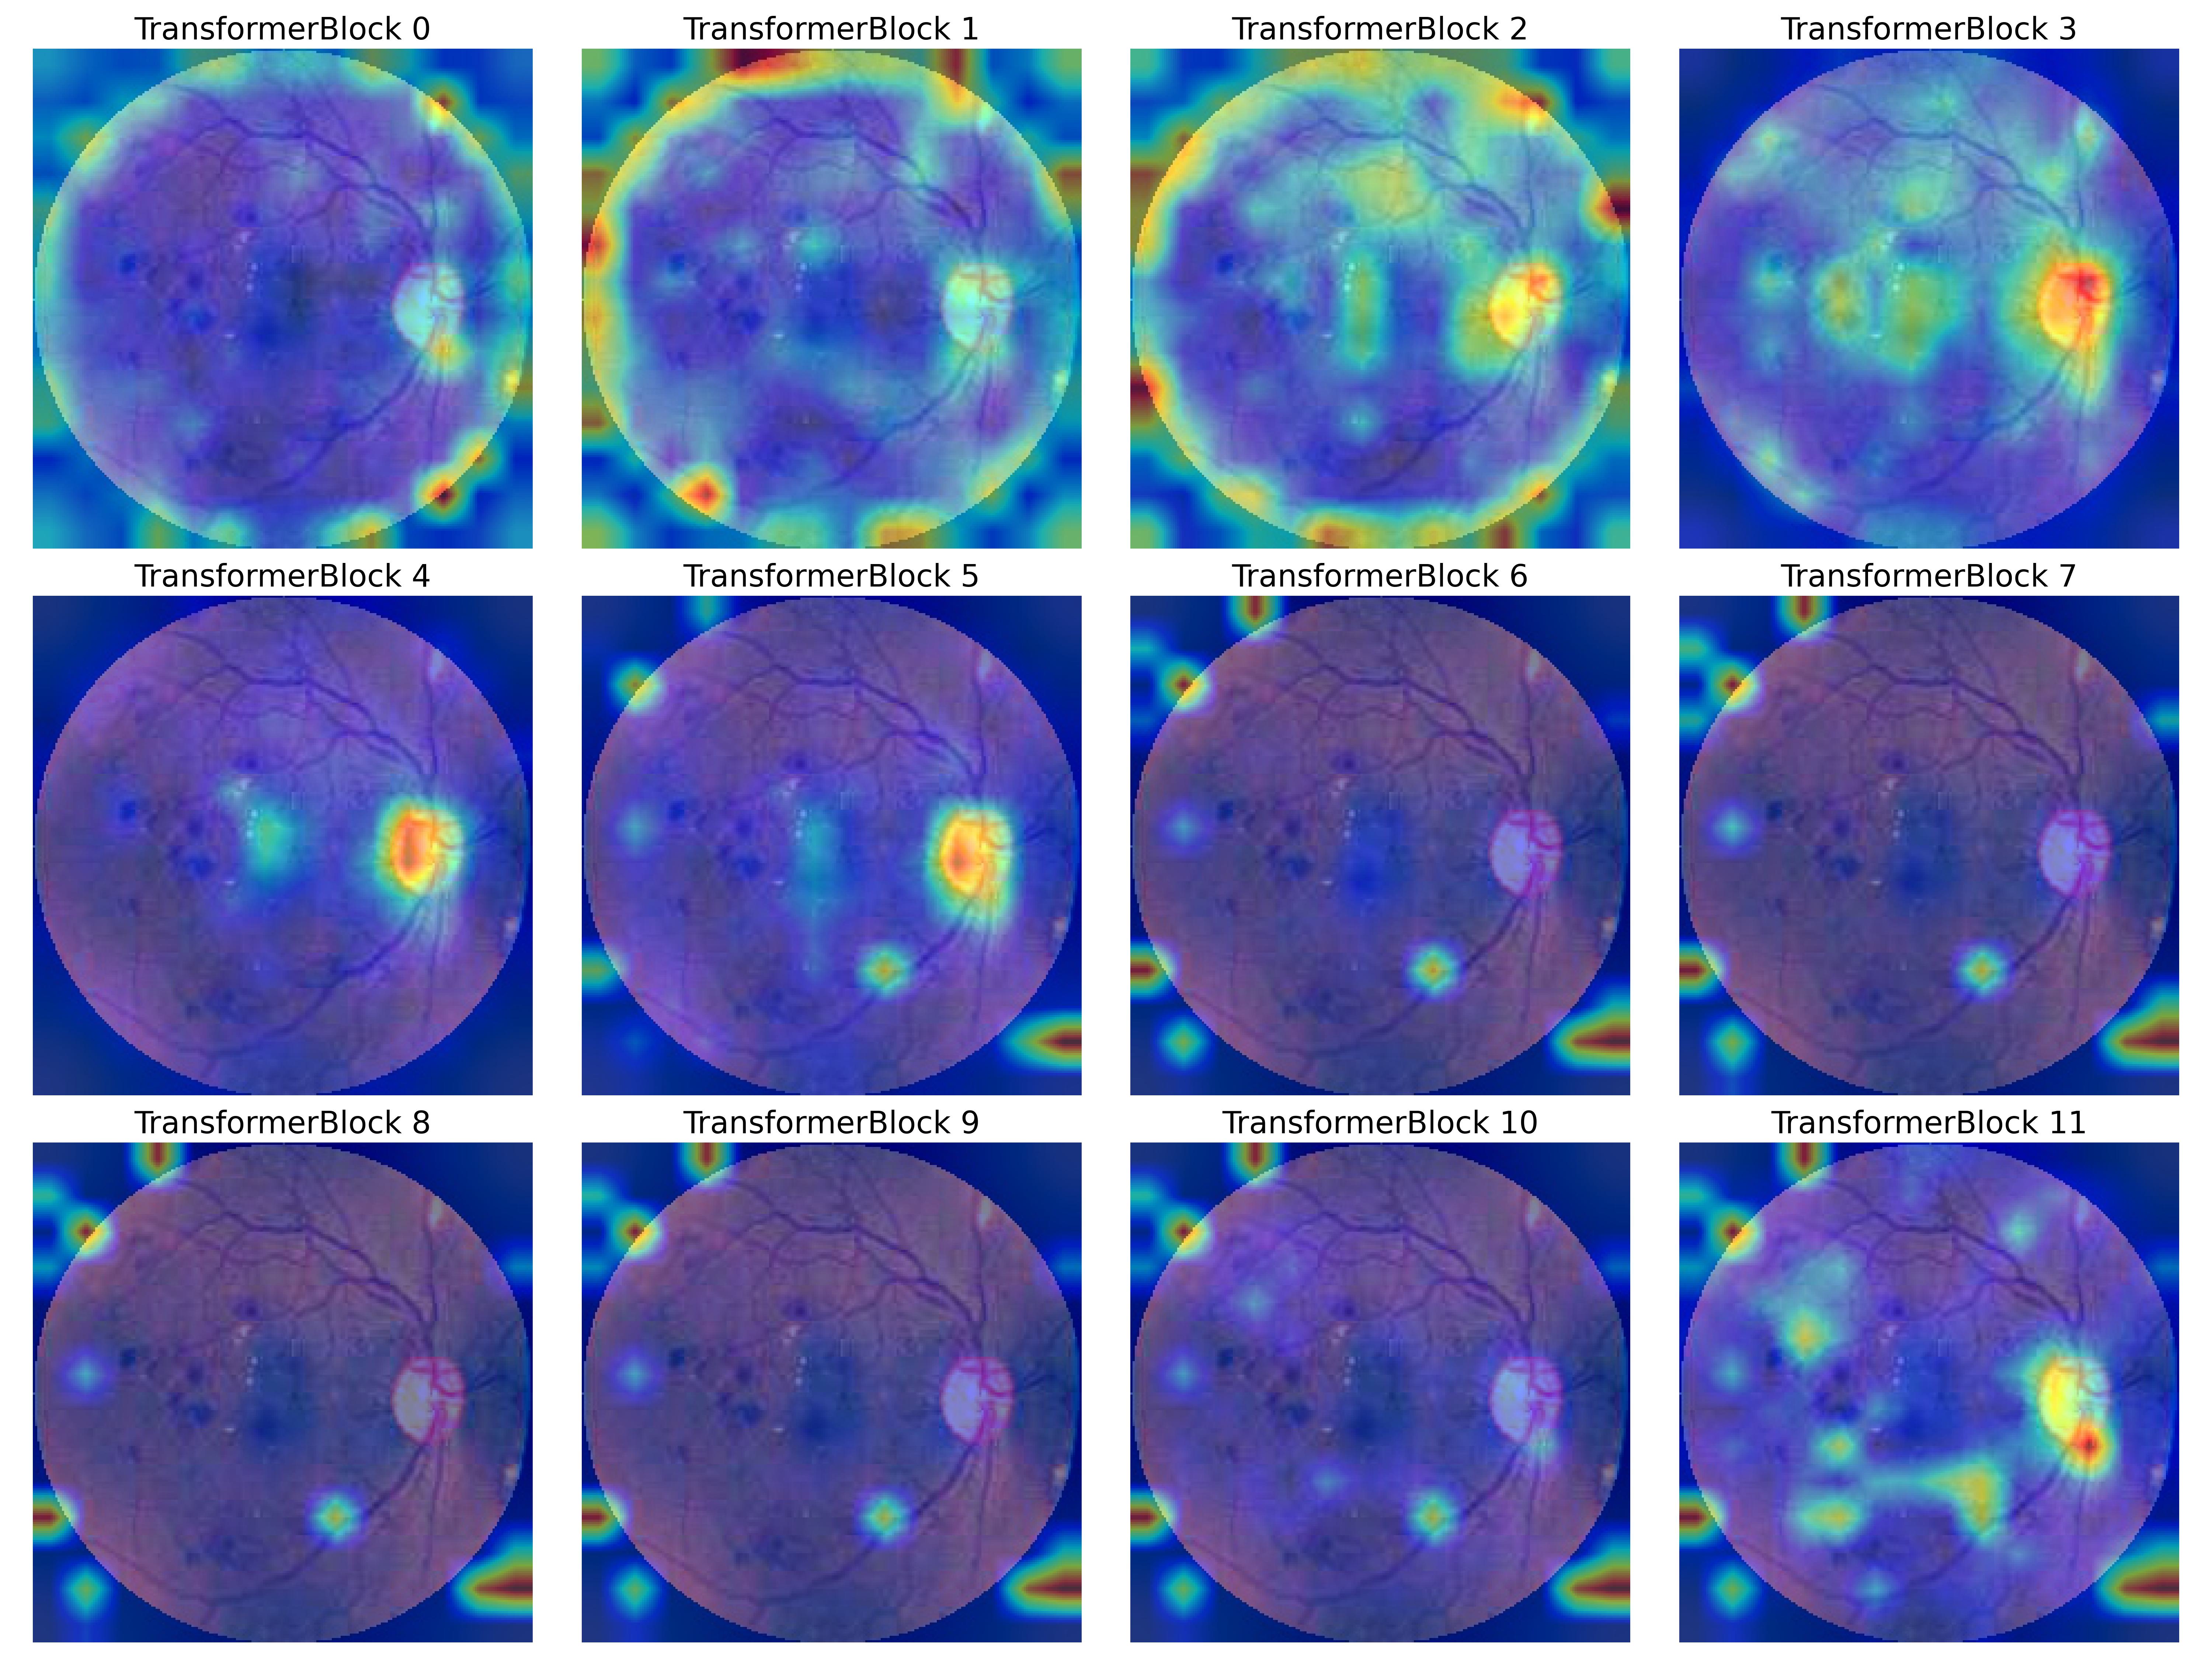 TransformerBlock 0
TransformerBlock 1
TransformerBlock 2
TransformerBlock 3
TransformerBlock 4
TransformerBlock 5
TransformerBlock 6
TransformerBlock 7
TransformerBlock 8
TransformerBlock 9
TransformerBlock 10
TransformerBlock 11